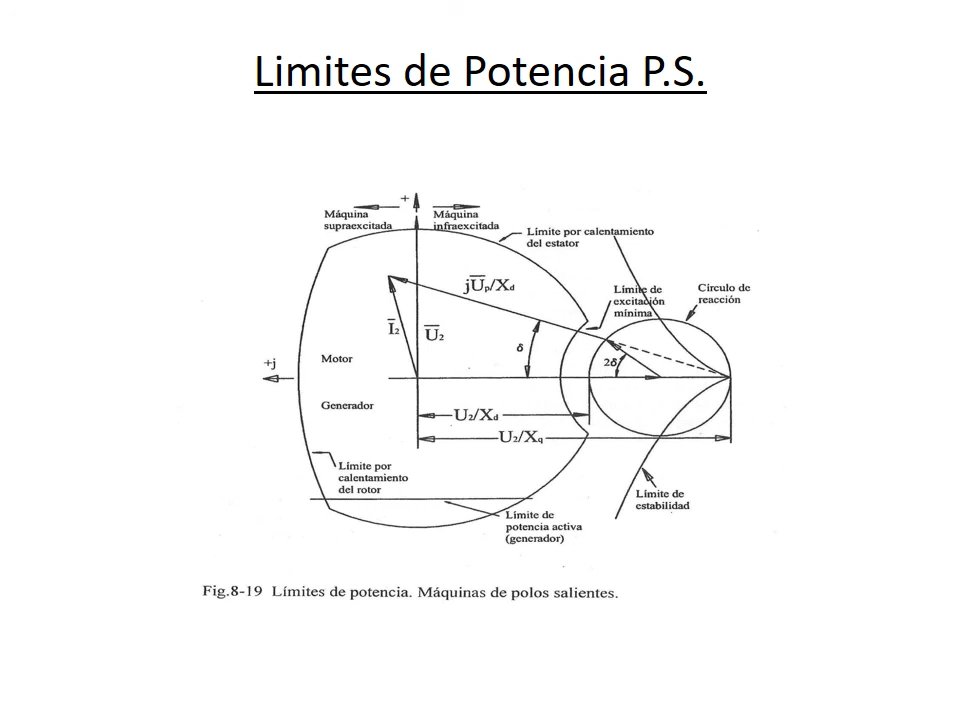 Limites de Potencia P.S.
+
Máquina
supraexcitada
Máquina
infraexcitada
Límite por calentamiento
del estator
jU̅p/Xd
Límite de
excitación
mínima
Círculo de
reacción
I̅2
U̅2
δ
2δ
+j
Motor
Generador
U2/Xd
U2/Xq
Límite por
calentamiento
del rotor
Límite de
estabilidad
Límite de
potencia activa
(generador)
Fig.8-19 Límites de potencia. Máquinas de polos salientes.